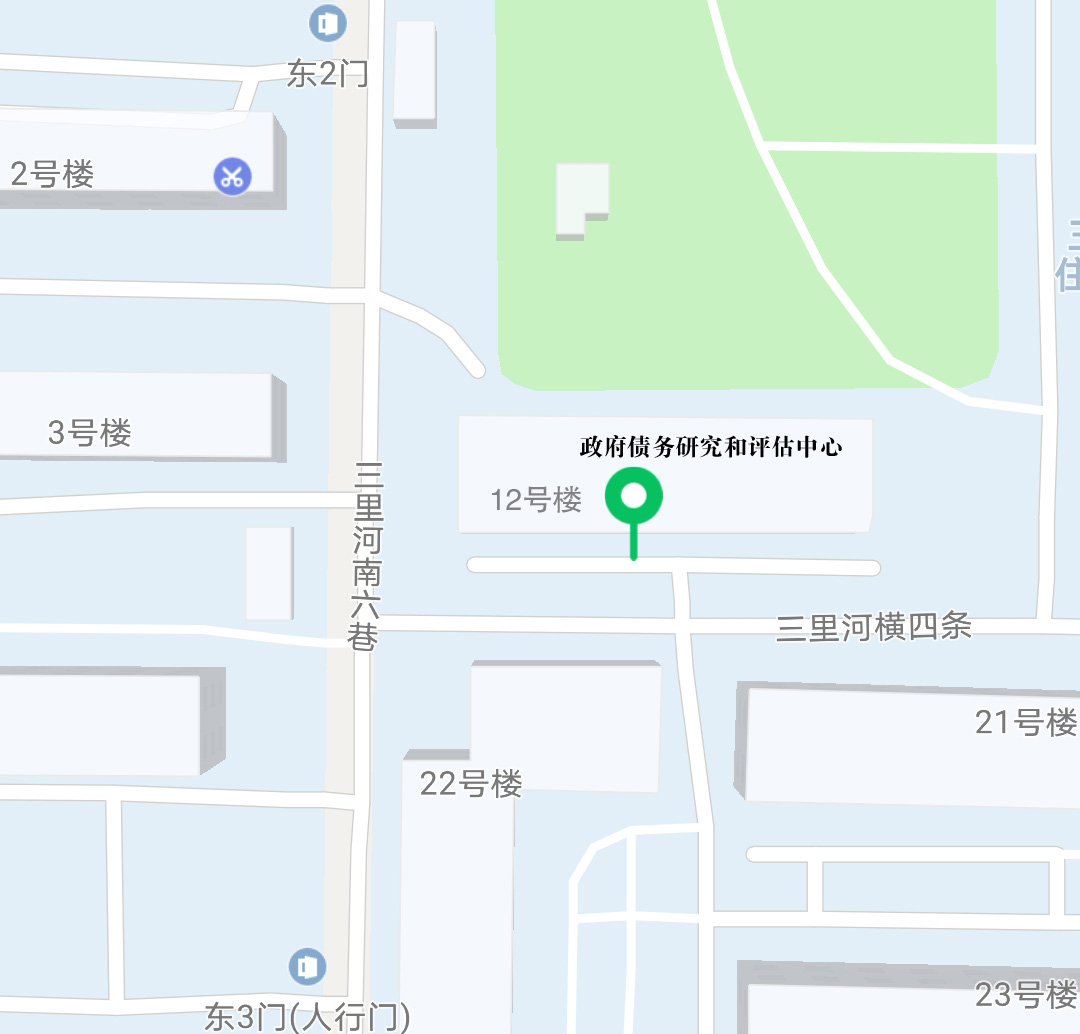 东2门
2号楼
三
住
3号楼
政府债务研究和评估中心
12号楼
三里河南六巷
三里河横四条
21号楼
22号楼
23号楼
东3门(人行门)